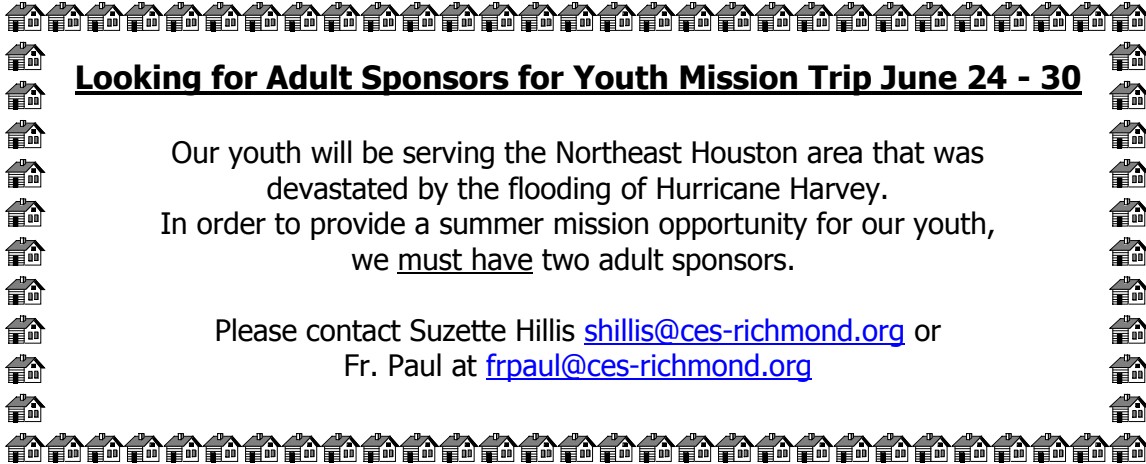 Looking for Adult Sponsors for Youth Mission Trip June 24 - 30
Our youth will be serving the Northeast Houston area that was
devastated by the flooding of Hurricane Harvey.
In order to provide a summer mission opportunity for our youth,
we must have two adult sponsors.
Please contact Suzette Hillis shillis@ces-richmond.org or
Fr. Paul at frpaul@ces-richmond.org